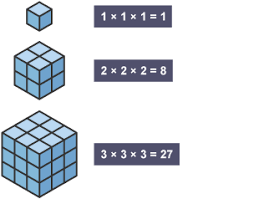 1 × 1 × 1 = 1
2 × 2 × 2 = 8
3 × 3 × 3 = 27